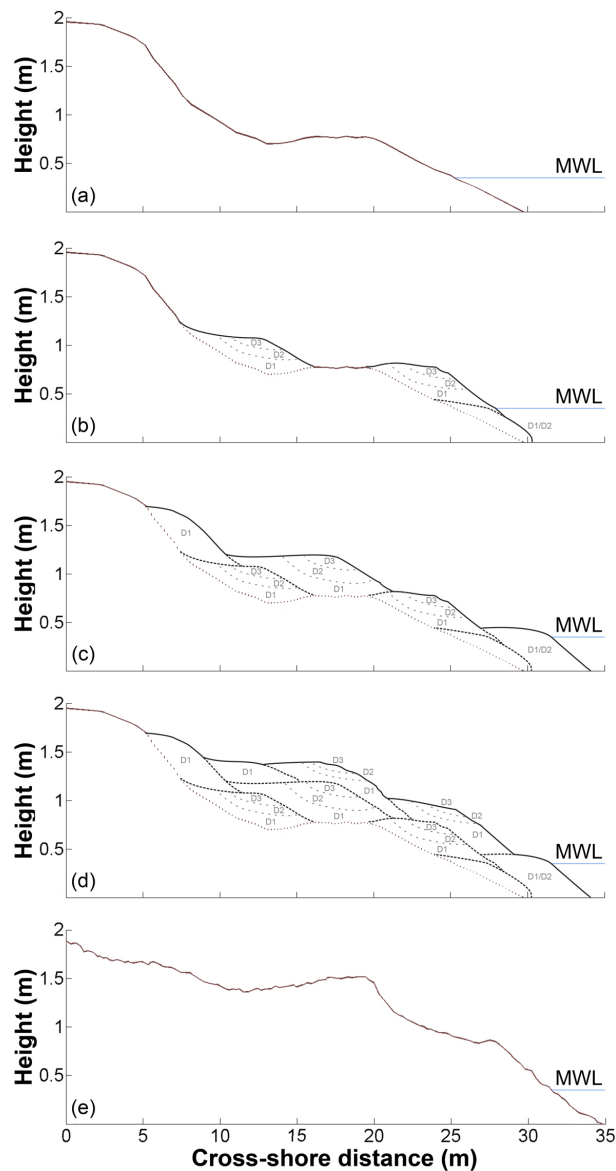 Height (m)
2
1.5
1
0.5
(a)
MWL
Height (m)
2
1.5
1
0.5
(b)
D3
D2
D1
D3
D2
D1
MWL
D1/D2
Height (m)
2
1.5
1
0.5
(c)
D1
D3
D2
D1
D3
D2
D1
D3
D2
D1
MWL
D1/D2
Height (m)
2
1.5
1
0.5
(d)
D1
D1
D3
D2
D1
D3
D2
D1
D2
D1
D3
D2
D1
D3
D2
D1
MWL
D1/D2
Height (m)
2
1.5
1
0.5
(e)
MWL
0 5 10 15 20 25 30 35
Cross-shore distance (m)